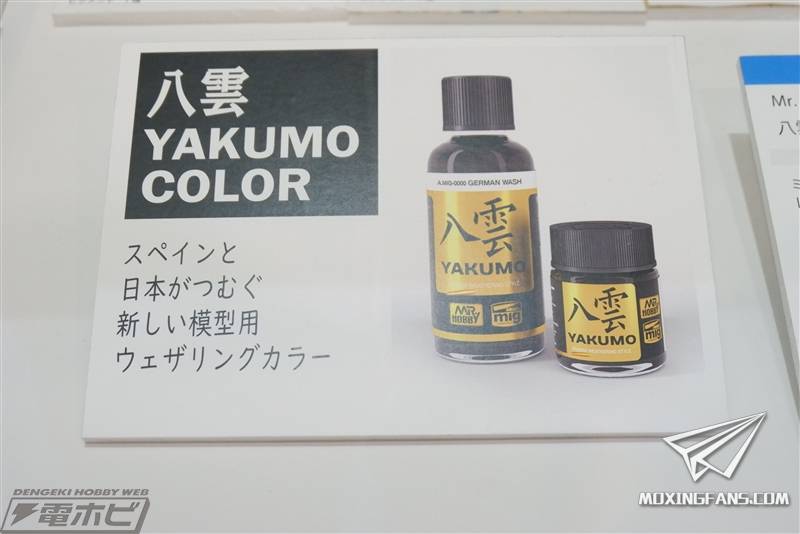 八雲
YAKUMO
COLOR
スペインと
日本がつむぐ
新しい模型用
ウェザリングカラー
A.MIG-0000 GERMAN WASH
八雲
YAKUMO
MR HOBBY
mig
八雲
YAKUMO
MR HOBBY
mig
Mr.
DENGEKI HOBBY WEB
電ホビ
MOXINGFANS.COM